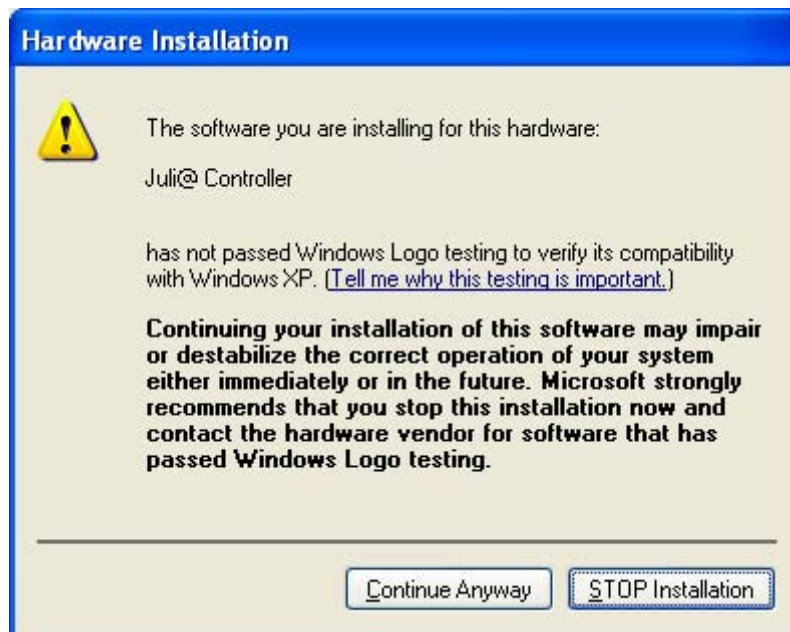 Hardware Installation
The software you are installing for this hardware:
Juli@ Controller
has not passed Windows Logo testing to verify its compatibility
with Windows XP. (Tell me why this testing is important.)
Continuing your installation of this software may impair
or destabilize the correct operation of your system
either immediately or in the future. Microsoft strongly
recommends that you stop this installation now and
contact the hardware vendor for software that has
passed Windows Logo testing.
Continue Anyway
STOP Installation